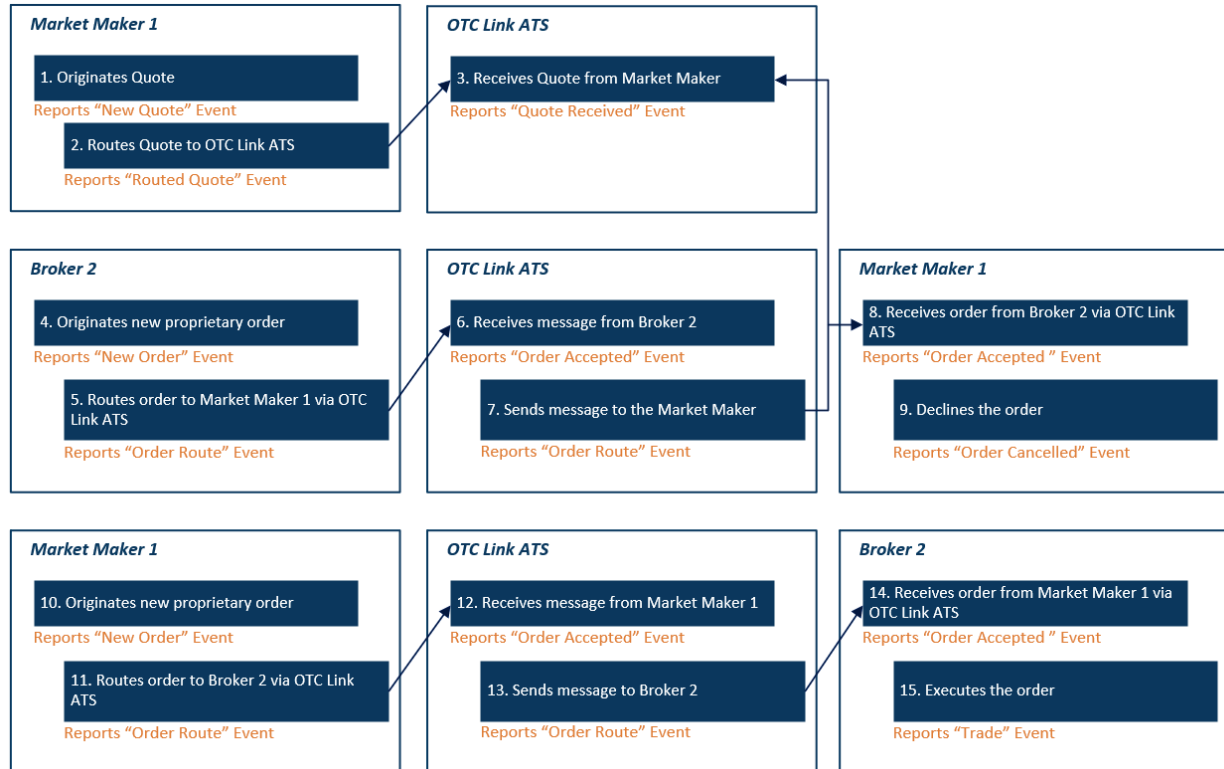 Market Maker 1
OTC Link ATS
1. Originates Quote
3. Receives Quote from Market Maker
Reports “New Quote” Event
Reports “Quote Received” Event
2. Routes Quote to OTC Link ATS
Reports “Routed Quote” Event
Broker 2
OTC Link ATS
Market Maker 1
4. Originates new proprietary order
6. Receives message from Broker 2
8. Receives order from Broker 2 via OTC Link
ATS
Reports “New Order” Event
Reports “Order Accepted” Event
Reports “Order Accepted ” Event
5. Routes order to Market Maker 1 via OTC
Link ATS
7. Sends message to the Market Maker
9. Declines the order
Reports “Order Route” Event
Reports “Order Route” Event
Reports “Order Cancelled” Event
Market Maker 1
OTC Link ATS
Broker 2
10. Originates new proprietary order
12. Receives message from Market Maker 1
14. Receives order from Market Maker 1 via
OTC Link ATS
Reports “New Order” Event
Reports “Order Accepted” Event
Reports “Order Accepted ” Event
11. Routes order to Broker 2 via OTC Link
ATS
13. Sends message to Broker 2
15. Executes the order
Reports “Order Route” Event
Reports “Order Route” Event
Reports “Trade” Event